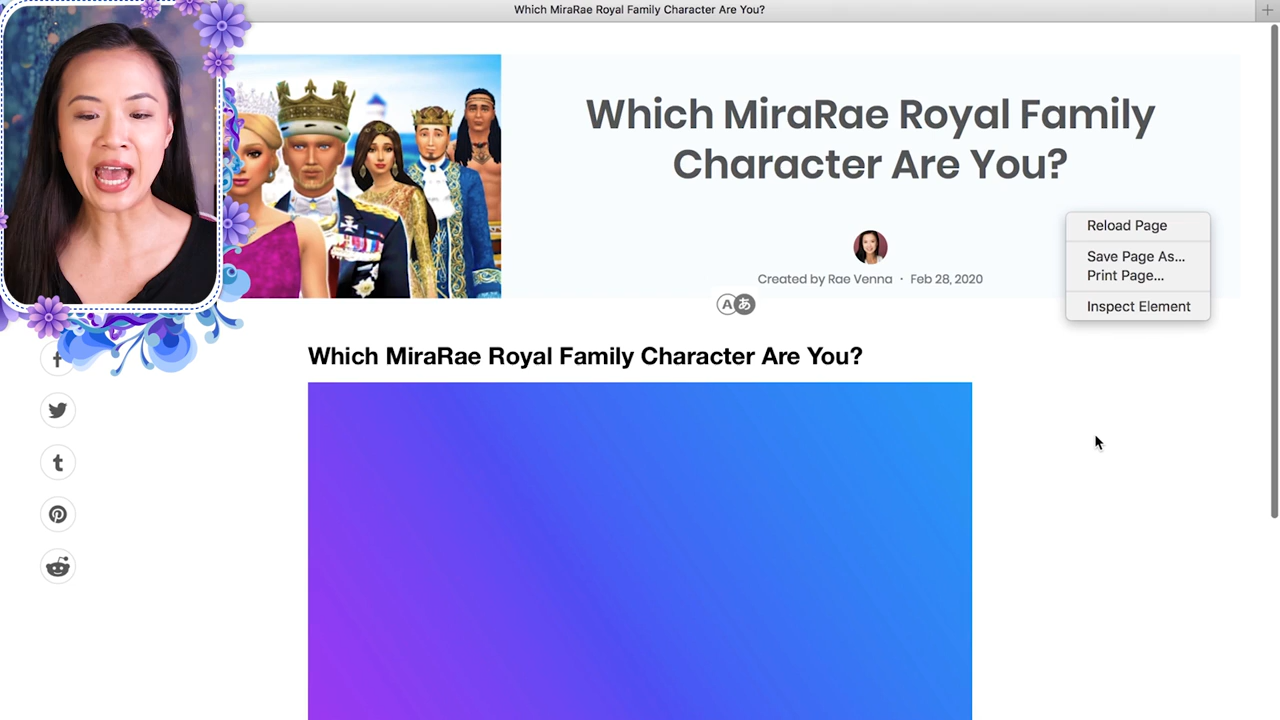 Which MiraRae Royal Family Character Are You?
Which MiraRae Royal Family
Character Are You?
Created by Rae Venna · Feb 28, 2020
A あ
Reload Page
Save Page As...
Print Page...
Inspect Element
Which MiraRae Royal Family Character Are You?